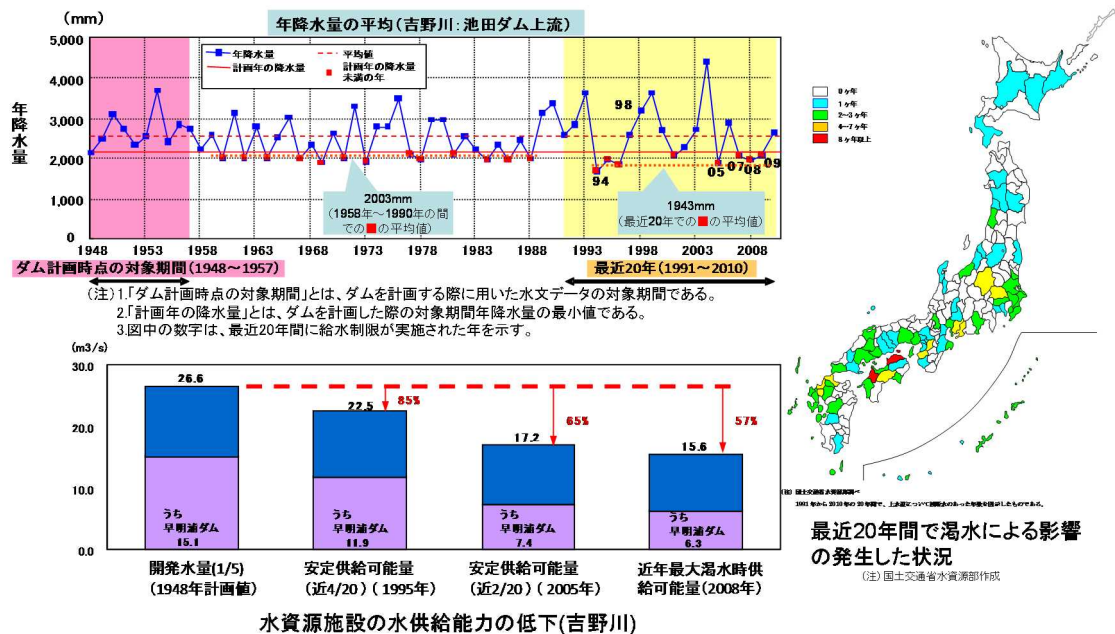 年降水量の平均(吉野川:池田ダム上流)
(mm)
年降水量
5,000
4,000
3,000
2,000
1,000
0
年降水量
平均値
計画年の降水量
計画年の降水量
未満の年
98
94
05
07
08
09
2003mm
(1958年~1990年の間
での■の平均値)
1943mm
(最近20年での■の平均値)
1948 1953 1958 1963 1968 1973 1978 1983 1988 1993 1998 2004 2008
ダム計画時点の対象期間(1948~1957)
最近20年(1991~2010)
(注)1.「ダム計画時点の対象期間」とは、ダムを計画する際に用いた水文データの対象期間である。
2.「計画年の降水量」とは、ダムを計画した際の対象期間年降水量の最小値である。
3.図中の数字は、最近20年間に給水制限が実施された年を示す。
(m3/s)
30.0
20.0
10.0
0.0
26.6
22.5
17.2
15.6
85%
65%
57%
うち
早明浦ダム
15.1
うち
早明浦ダム
11.9
うち
早明浦ダム
7.4
うち
早明浦ダム
6.3
開発水量(1/5)
(1948年計画値)
安定供給可能量
(近4/20)(1995年)
安定供給可能量
(近2/20)(2005年)
近年最大渇水時供
給可能量(2008年)
水資源施設の水供給能力の低下(吉野川)
0ヶ年
1ヶ年
2~3ヶ年
4~7ヶ年
8ヶ年以上
(注) 国土交通省水資源部調べ
最近20年間で渇水による影響
の発生した状況
(注)国土交通省水資源部作成